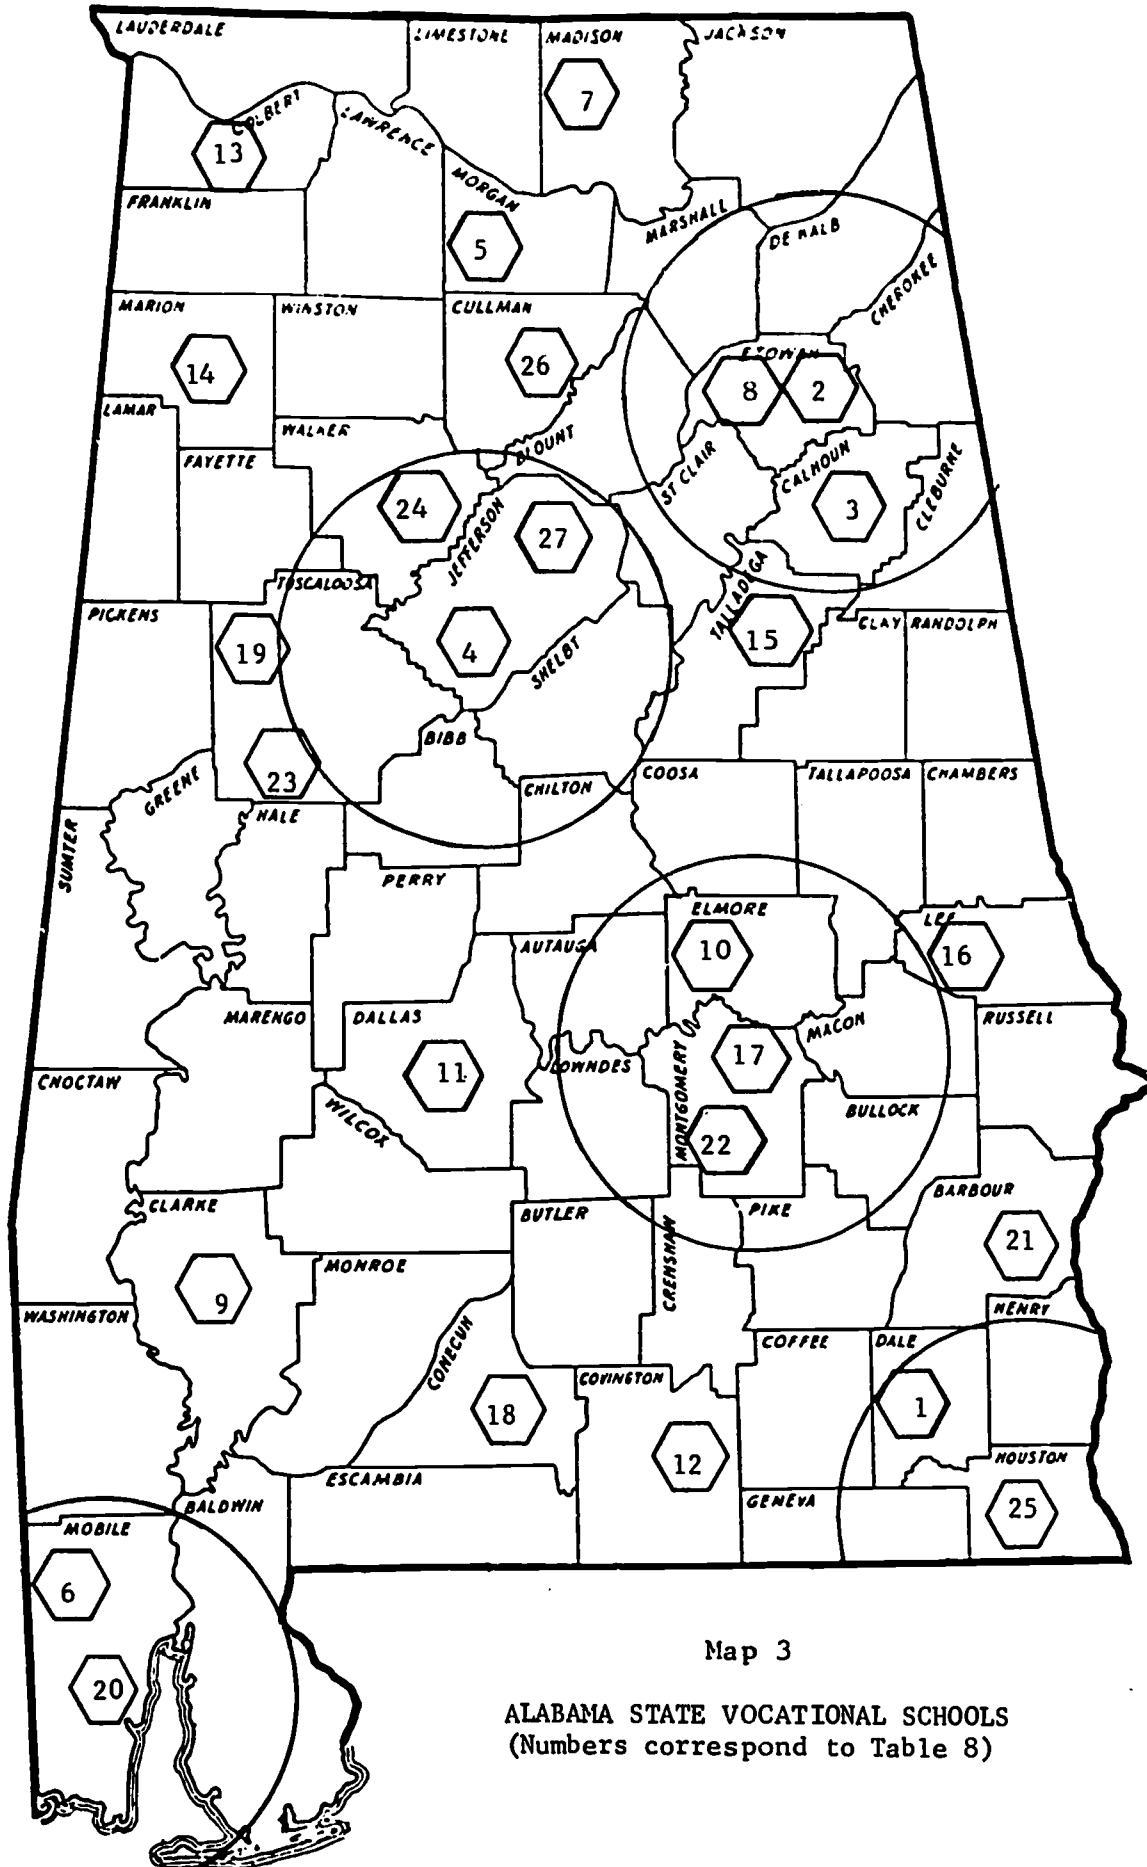 LAUDERDALE
LIMESTONE
MADISON
JACKSON
7
COLBERT
LAWRENCE
13
MORGAN
FRANKLIN
MARSHALL
DE KALB
5
CHEROKEE
MARION
WINSTON
CULLMAN
ETOWAH
14
26
8
2
LAMAR
WALKER
BLOUNT
FAYETTE
ST CLAIR
CALHOUN
CLEBURNE
24
JEFFERSON
27
3
TUSCALOOSA
TALLADEGA
PICKENS
CLAY
RANDOLPH
19
4
SHELBY
15
BIBB
23
GREENE
CHILTON
COOSA
TALLAPOOSA
CHAMBERS
HALE
SUMTER
PERRY
ELMORE
LEE
AUTAUGA
10
16
MARENGO
DALLAS
MACON
RUSSELL
CHOCTAW
11
LOWNDES
MONTGOMERY
17
WILCOX
BULLOCK
22
CLARKE
BUTLER
PIKE
BARBOUR
CRENSHAW
21
MONROE
9
WASHINGTON
CONECUH
HENRY
COFFEE
DALE
COVINGTON
18
1
12
HOUSTON
ESCAMBIA
BALDWIN
GENEVA
25
MOBILE
6
20
Map 3
ALABAMA STATE VOCATIONAL SCHOOLS
(Numbers correspond to Table 8)